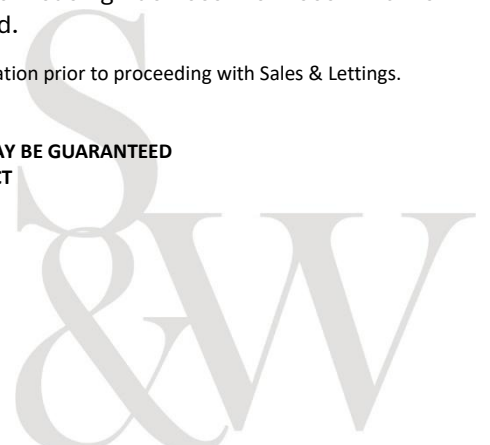 d.
ation prior to proceeding with Sales & Lettings.
AY BE GUARANTEED
CT
S
&W